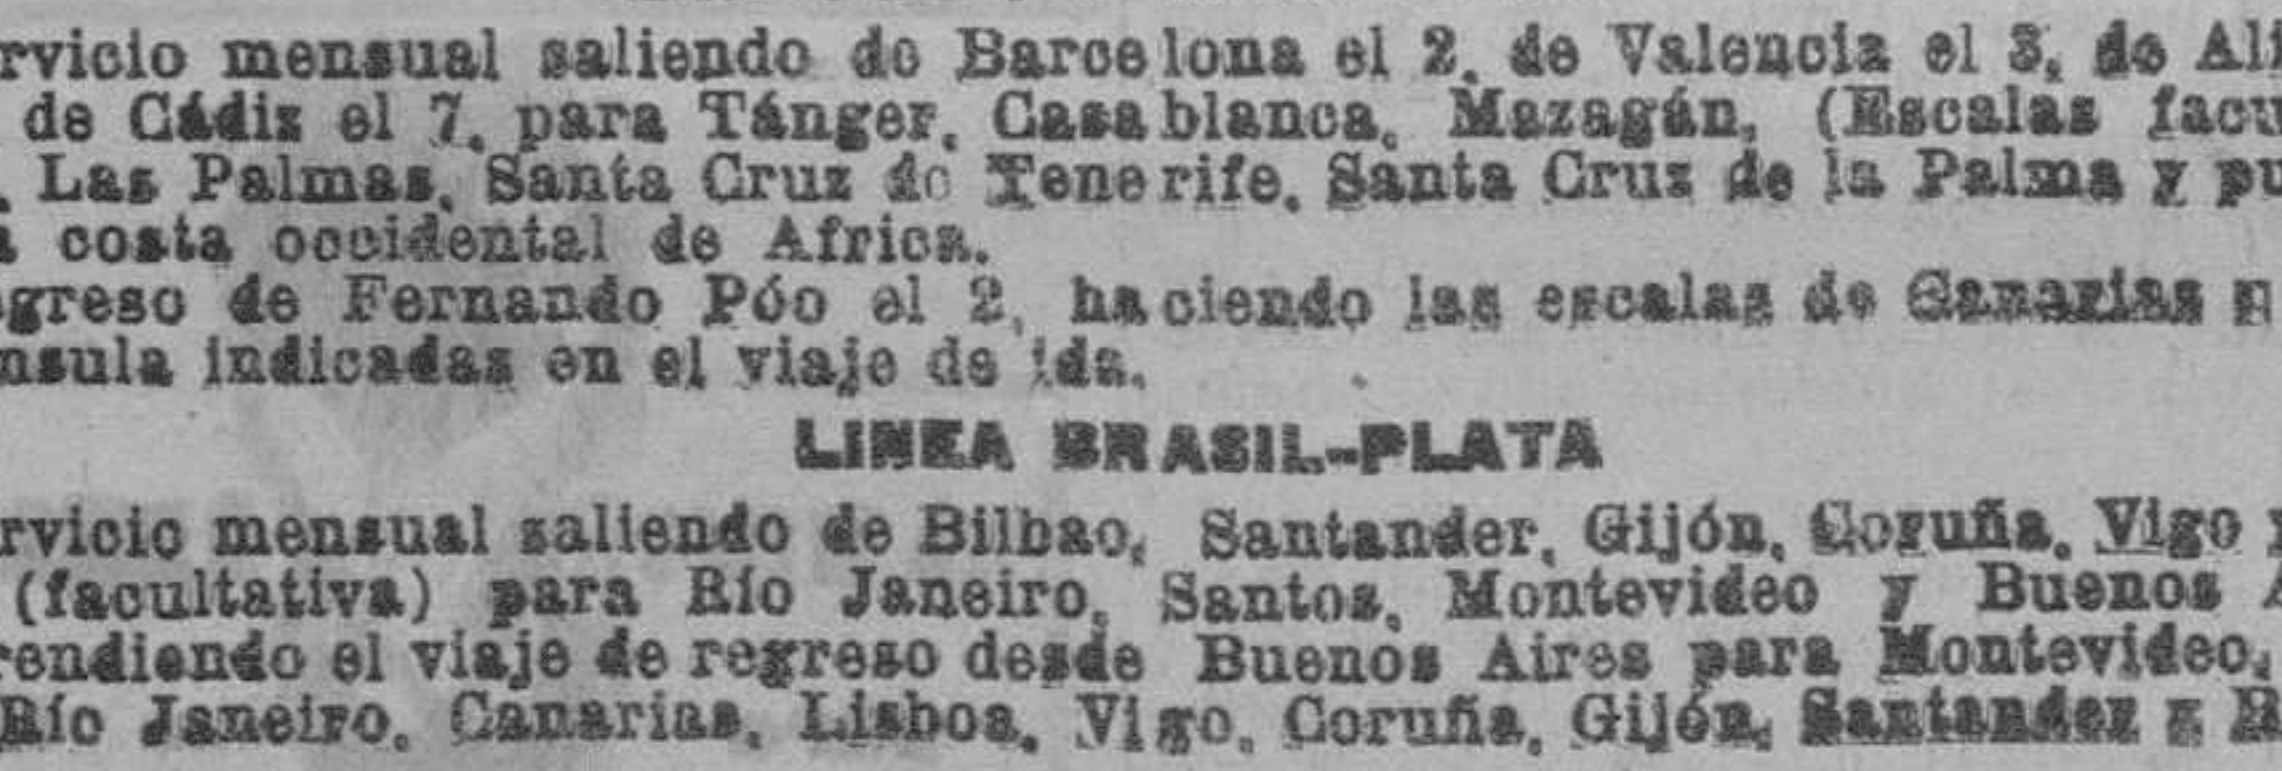 rvicio mensual saliendo de Barcelona el 2, de Valencia el 3, de Ali
de Cádiz el 7, para Tánger, Casablanca, Mazagán, (Escalas facu
, Las Palmas, Santa Cruz de Tenerife, Santa Cruz de la Palma y pu
a costa occidental de Africa.
greso de Fernando Póo el 2, haciendo las escalas de Canarias
nsula indicadas en el viaje de ida.
LINEA BRASIL-PLATA
rvicio mensual saliendo de Bilbao, Santander, Gijón, Coruña, Vigo y
(facultativa) para Río Janeiro, Santos, Montevideo y Buenos A
rendiendo el viaje de regreso desde Buenos Aires para Montevideo,
Río Janeiro, Canarias, Lisboa, Vigo, Coruña, Gijón, Santander y B